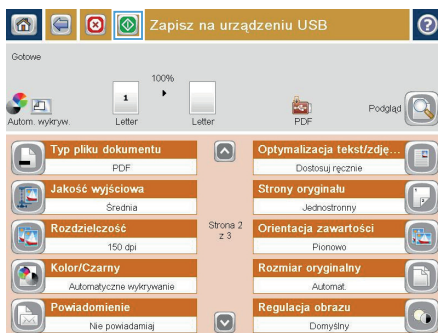 Zapisz na urządzeniu USB
Gotowe
100%
1
Autom. wykryw.
Letter
Letter
PDF
Podgląd
Typ pliku dokumentu
PDF
Optymalizacja tekst/zdję...
Dostosuj ręcznie
Jakość wyjściowa
Średnia
Strony oryginału
Jednostronny
Rozdzielczość
150 dpi
Strona 2
z 3
Orientacja zawartości
Pionowo
Kolor/Czarny
Automatyczne wykrywanie
Rozmiar oryginalny
Automat.
Powiadomienie
Nie powiadamiaj
Regulacja obrazu
Domyślny